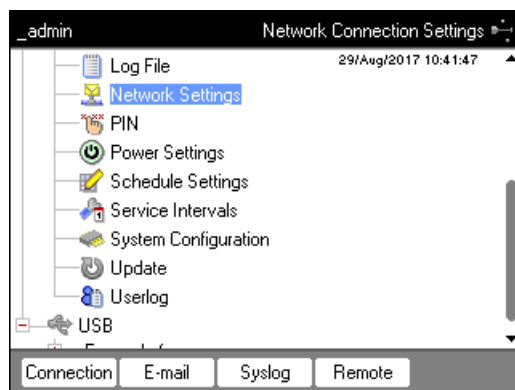 _admin Network Connection Settings
29/Aug/2017 10:41:47
Log File
Network Settings
PIN
Power Settings
Schedule Settings
Service Intervals
System Configuration
Update
Userlog
USB
Connection E-mail Syslog Remote